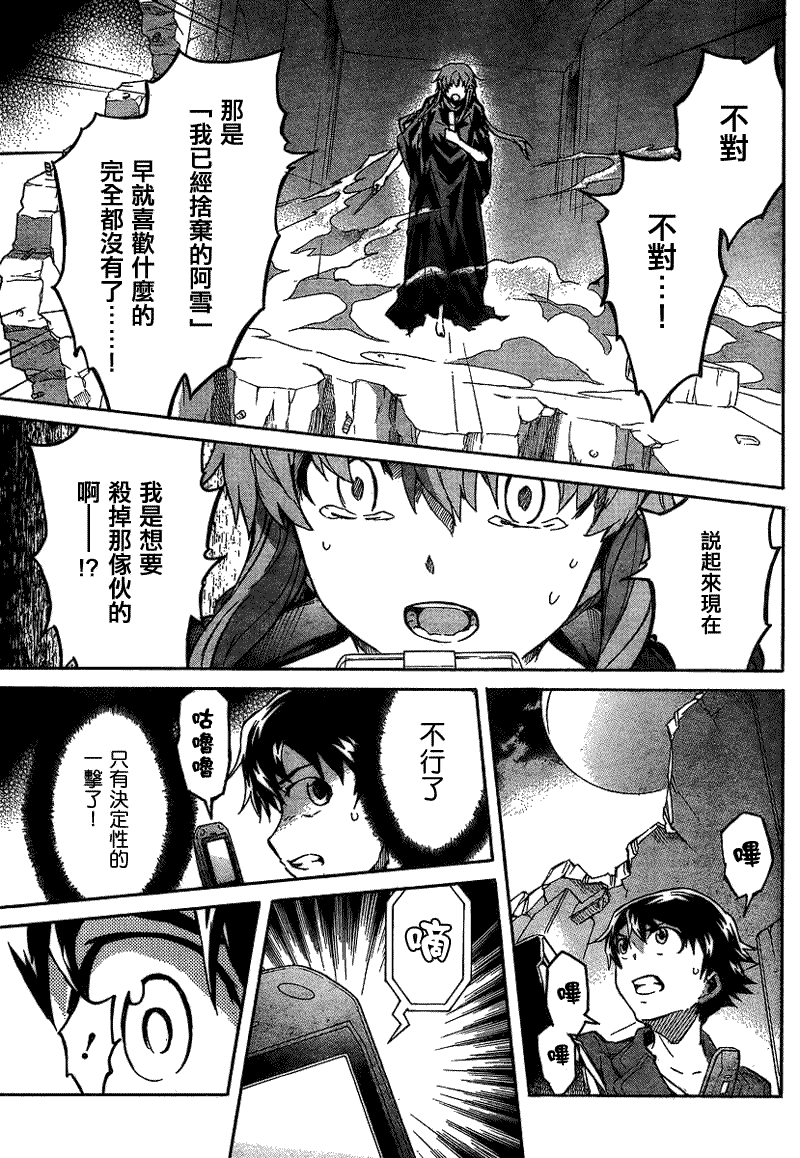 不對
不對…！
那是
「我已經捨棄的阿雪」
早就喜歡什麼的
完全都沒有了……！
說起來現在
我是想要
殺掉那傢伙的
啊──!?
嗶
嗶
嗶
不行了
咕嚕嚕
只有決定性的
一擊了！
嘀
！